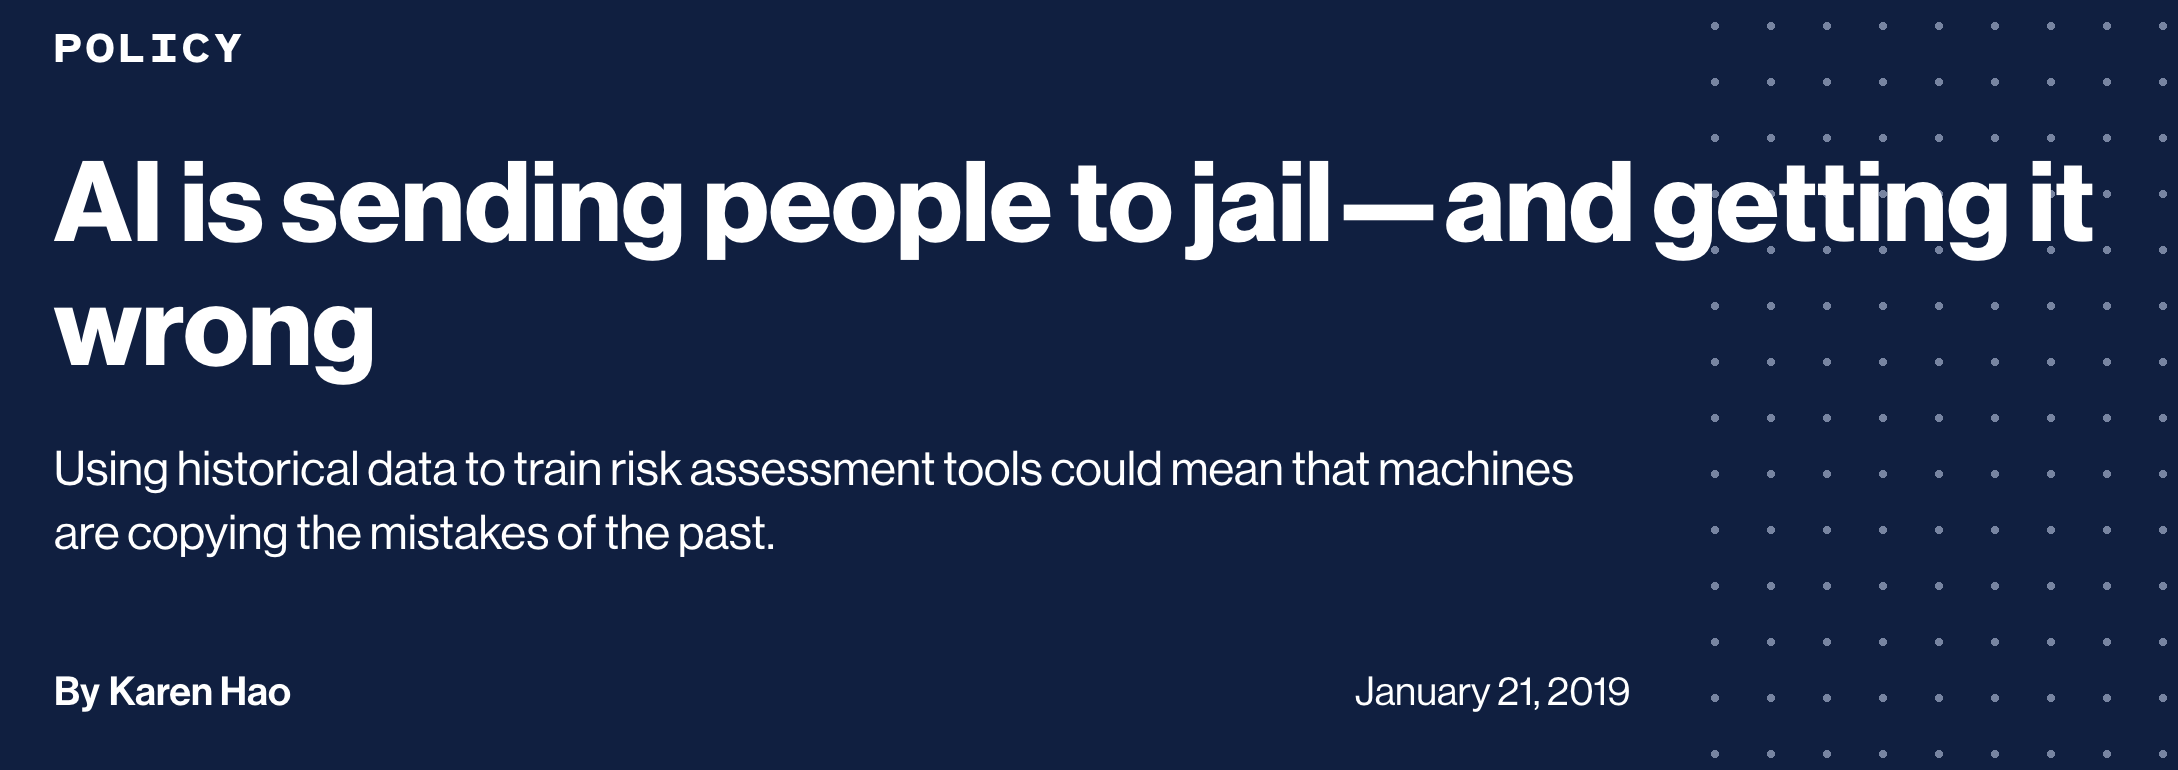 POLICY
AI is sending people to jail—and getting it
wrong
Using historical data to train risk assessment tools could mean that machines
are copying the mistakes of the past.
By Karen Hao
January 21, 2019